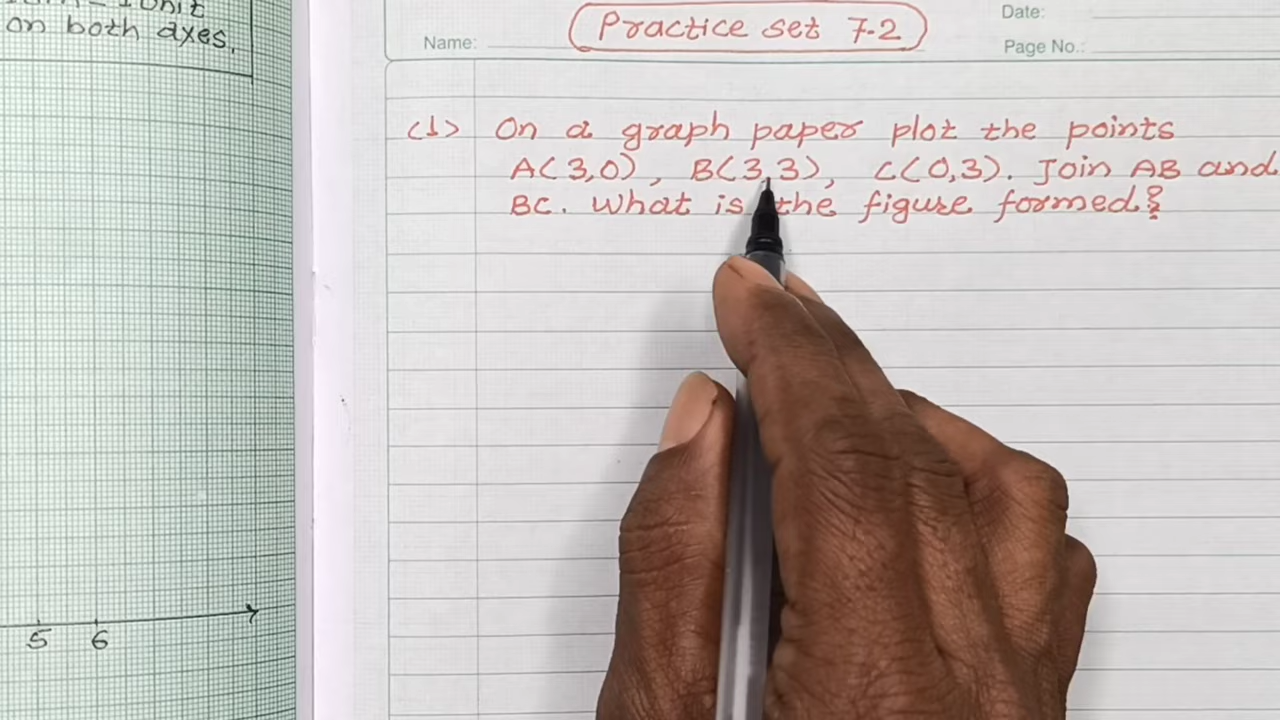 on both axes.
Practice set 7.2
Date:
Name:
Page No.:
(1) On a graph paper plot the points
A(3,0), B(3,3), C(0,3). Join AB and
BC. What is the figure formed?
5 6